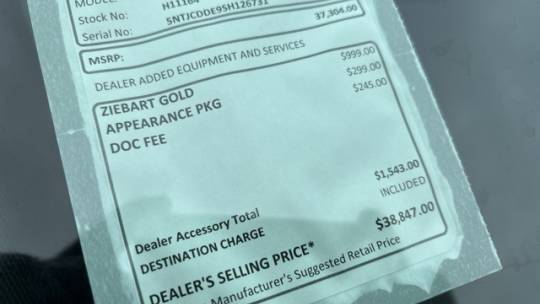 MODEL:
Stock No: H11164
Serial No: 5NTJCDDE9SH126731
MSRP: 37,304.00
DEALER ADDED EQUIPMENT AND SERVICES
ZIEBART GOLD $999.00
APPEARANCE PKG $299.00
DOC FEE $245.00
Dealer Accessory Total $1,543.00
DESTINATION CHARGE INCLUDED
DEALER'S SELLING PRICE* $38,847.00
Manufacturer's Suggested Retail Price